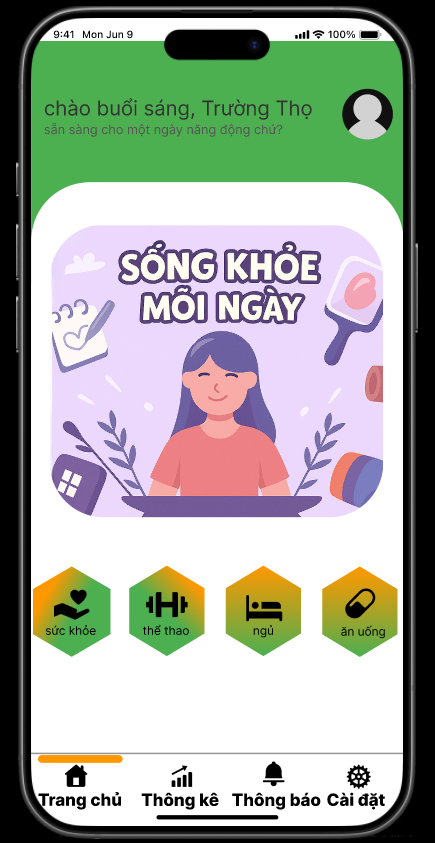 9:41 Mon Jun 9 100%
chào buổi sáng, Trường Thọ
sẵn sàng cho một ngày năng động chứ?
SỐNG KHỎE
MỖI NGÀY
sức khỏe thể thao ngủ ăn uống
Trang chủ Thông kê Thông báo Cài đặt